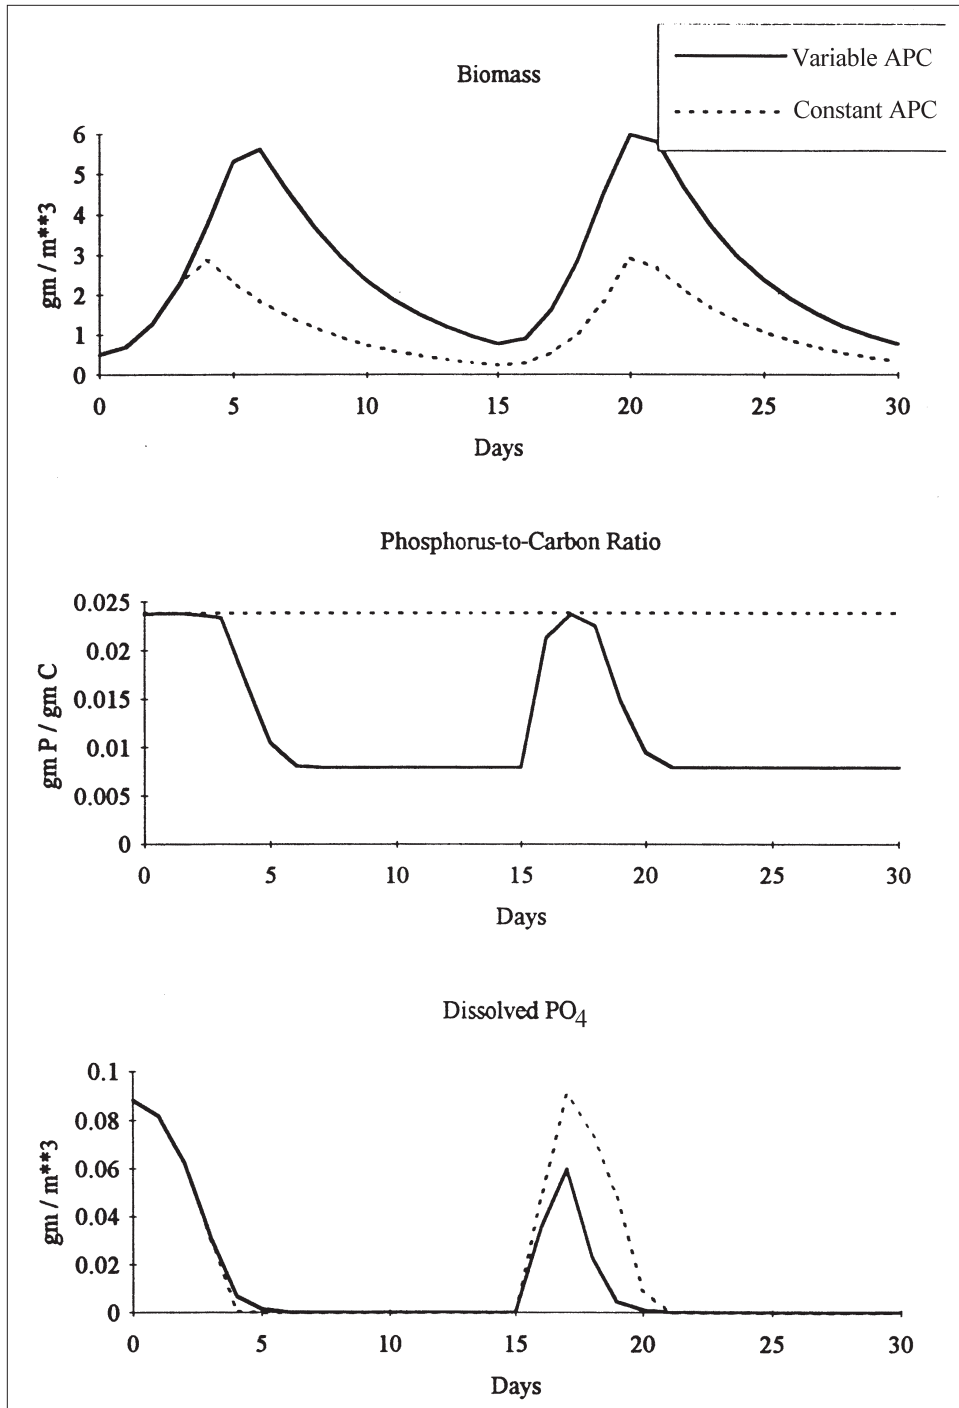 Biomass
Variable APC
Constant APC
gm / m**3
6
5
4
3
2
1
0
0 5 10 15 20 25 30
Days
Phosphorus-to-Carbon Ratio
gm P / gm C
0.025
0.02
0.015
0.01
0.005
0
0 5 10 15 20 25 30
Days
Dissolved PO4
gm / m**3
0.1
0.08
0.06
0.04
0.02
0
0 5 10 15 20 25 30
Days